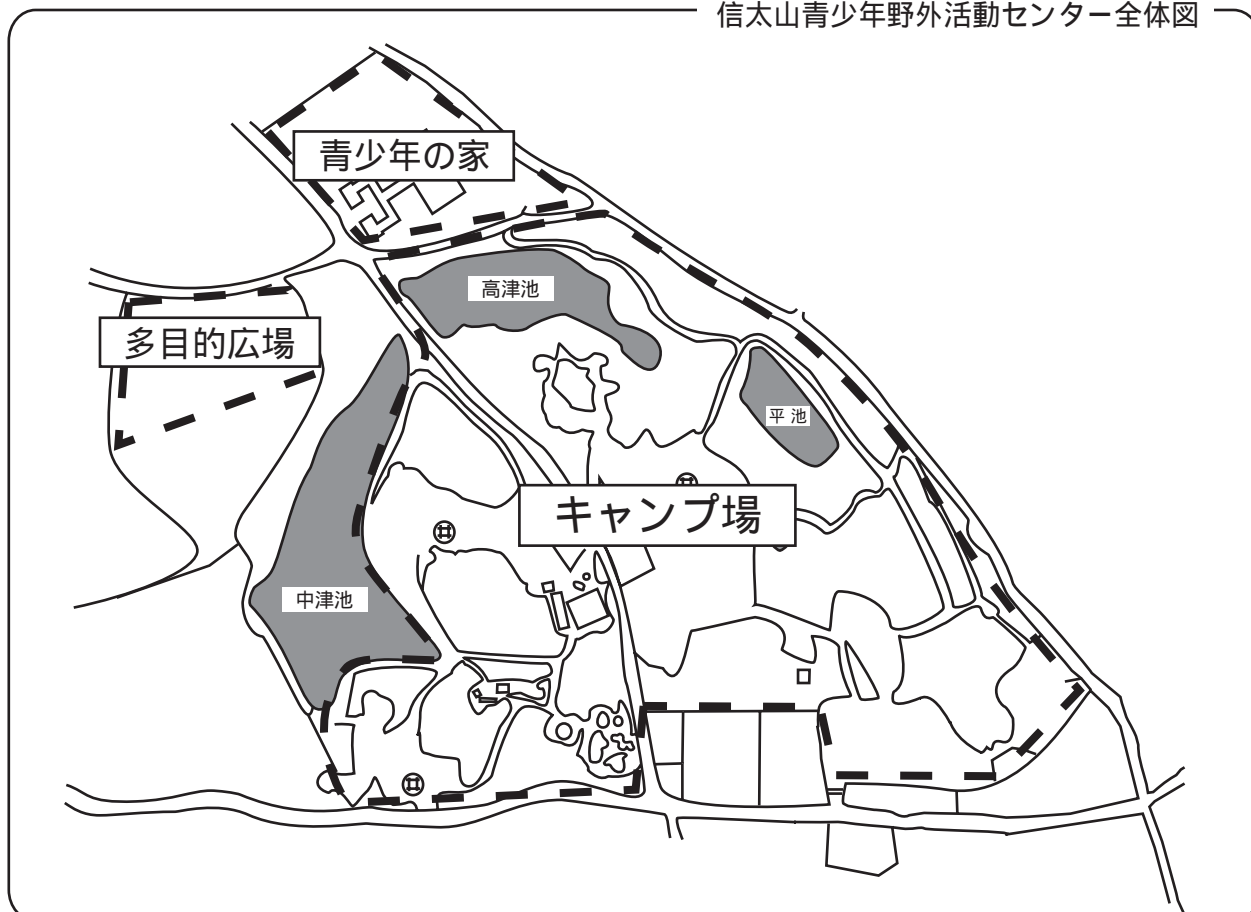 信太山青少年野外活動センター全体図
青少年の家
高津池
多目的広場
平池
キャンプ場
中津池